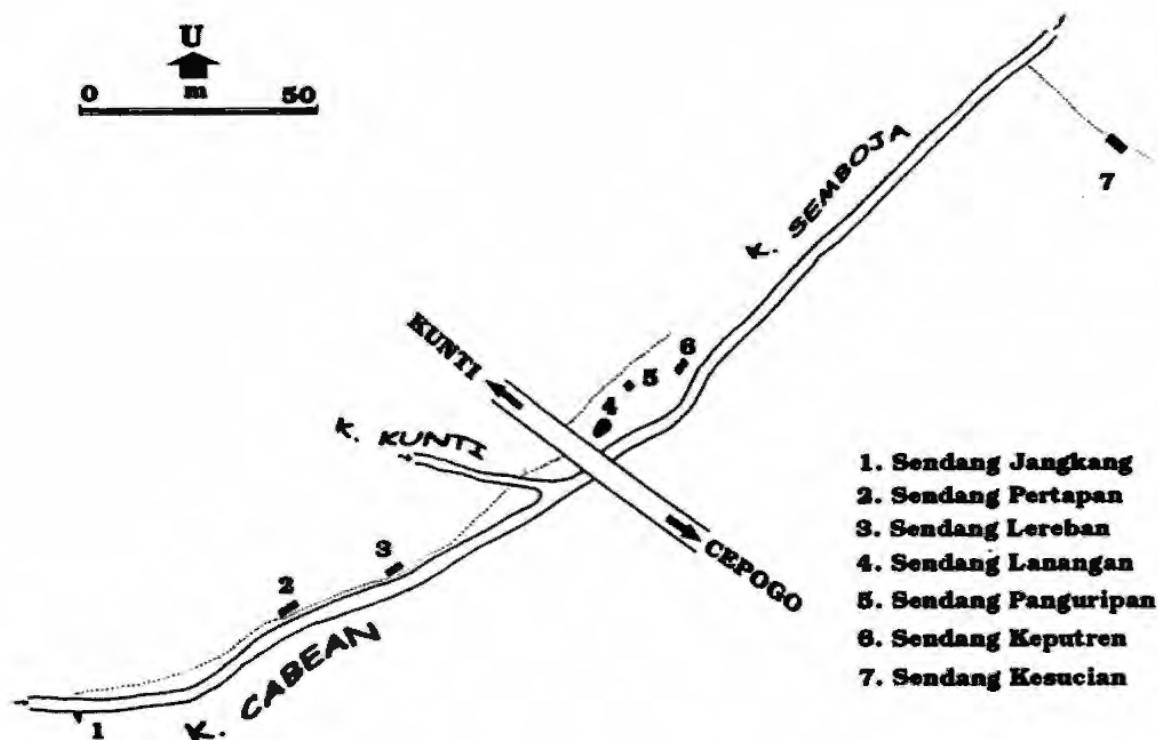 U
0 m 50
K. SEMBOJA
7
KUNTI
6
5
4
K. KUNTI
3
CEPOGO
2
K. CABEAN
1
1. Sendang Jangkang
2. Sendang Pertapan
3. Sendang Lereban
4. Sendang Lanangan
5. Sendang Panguripan
6. Sendang Keputren
7. Sendang Kesucian